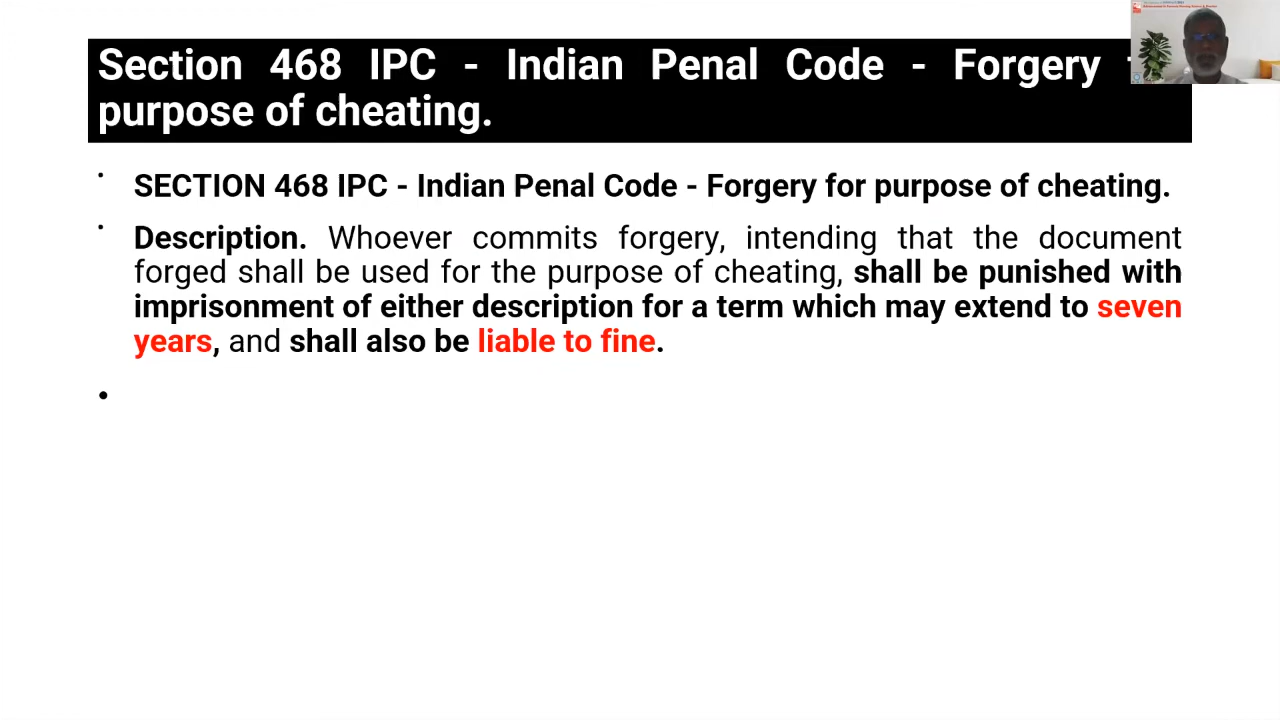 Section 468 IPC - Indian Penal Code - Forgery
purpose of cheating.
• SECTION 468 IPC - Indian Penal Code - Forgery for purpose of cheating.
• Description. Whoever commits forgery, intending that the document
forged shall be used for the purpose of cheating, shall be punished with
imprisonment of either description for a term which may extend to seven
years, and shall also be liable to fine.
•